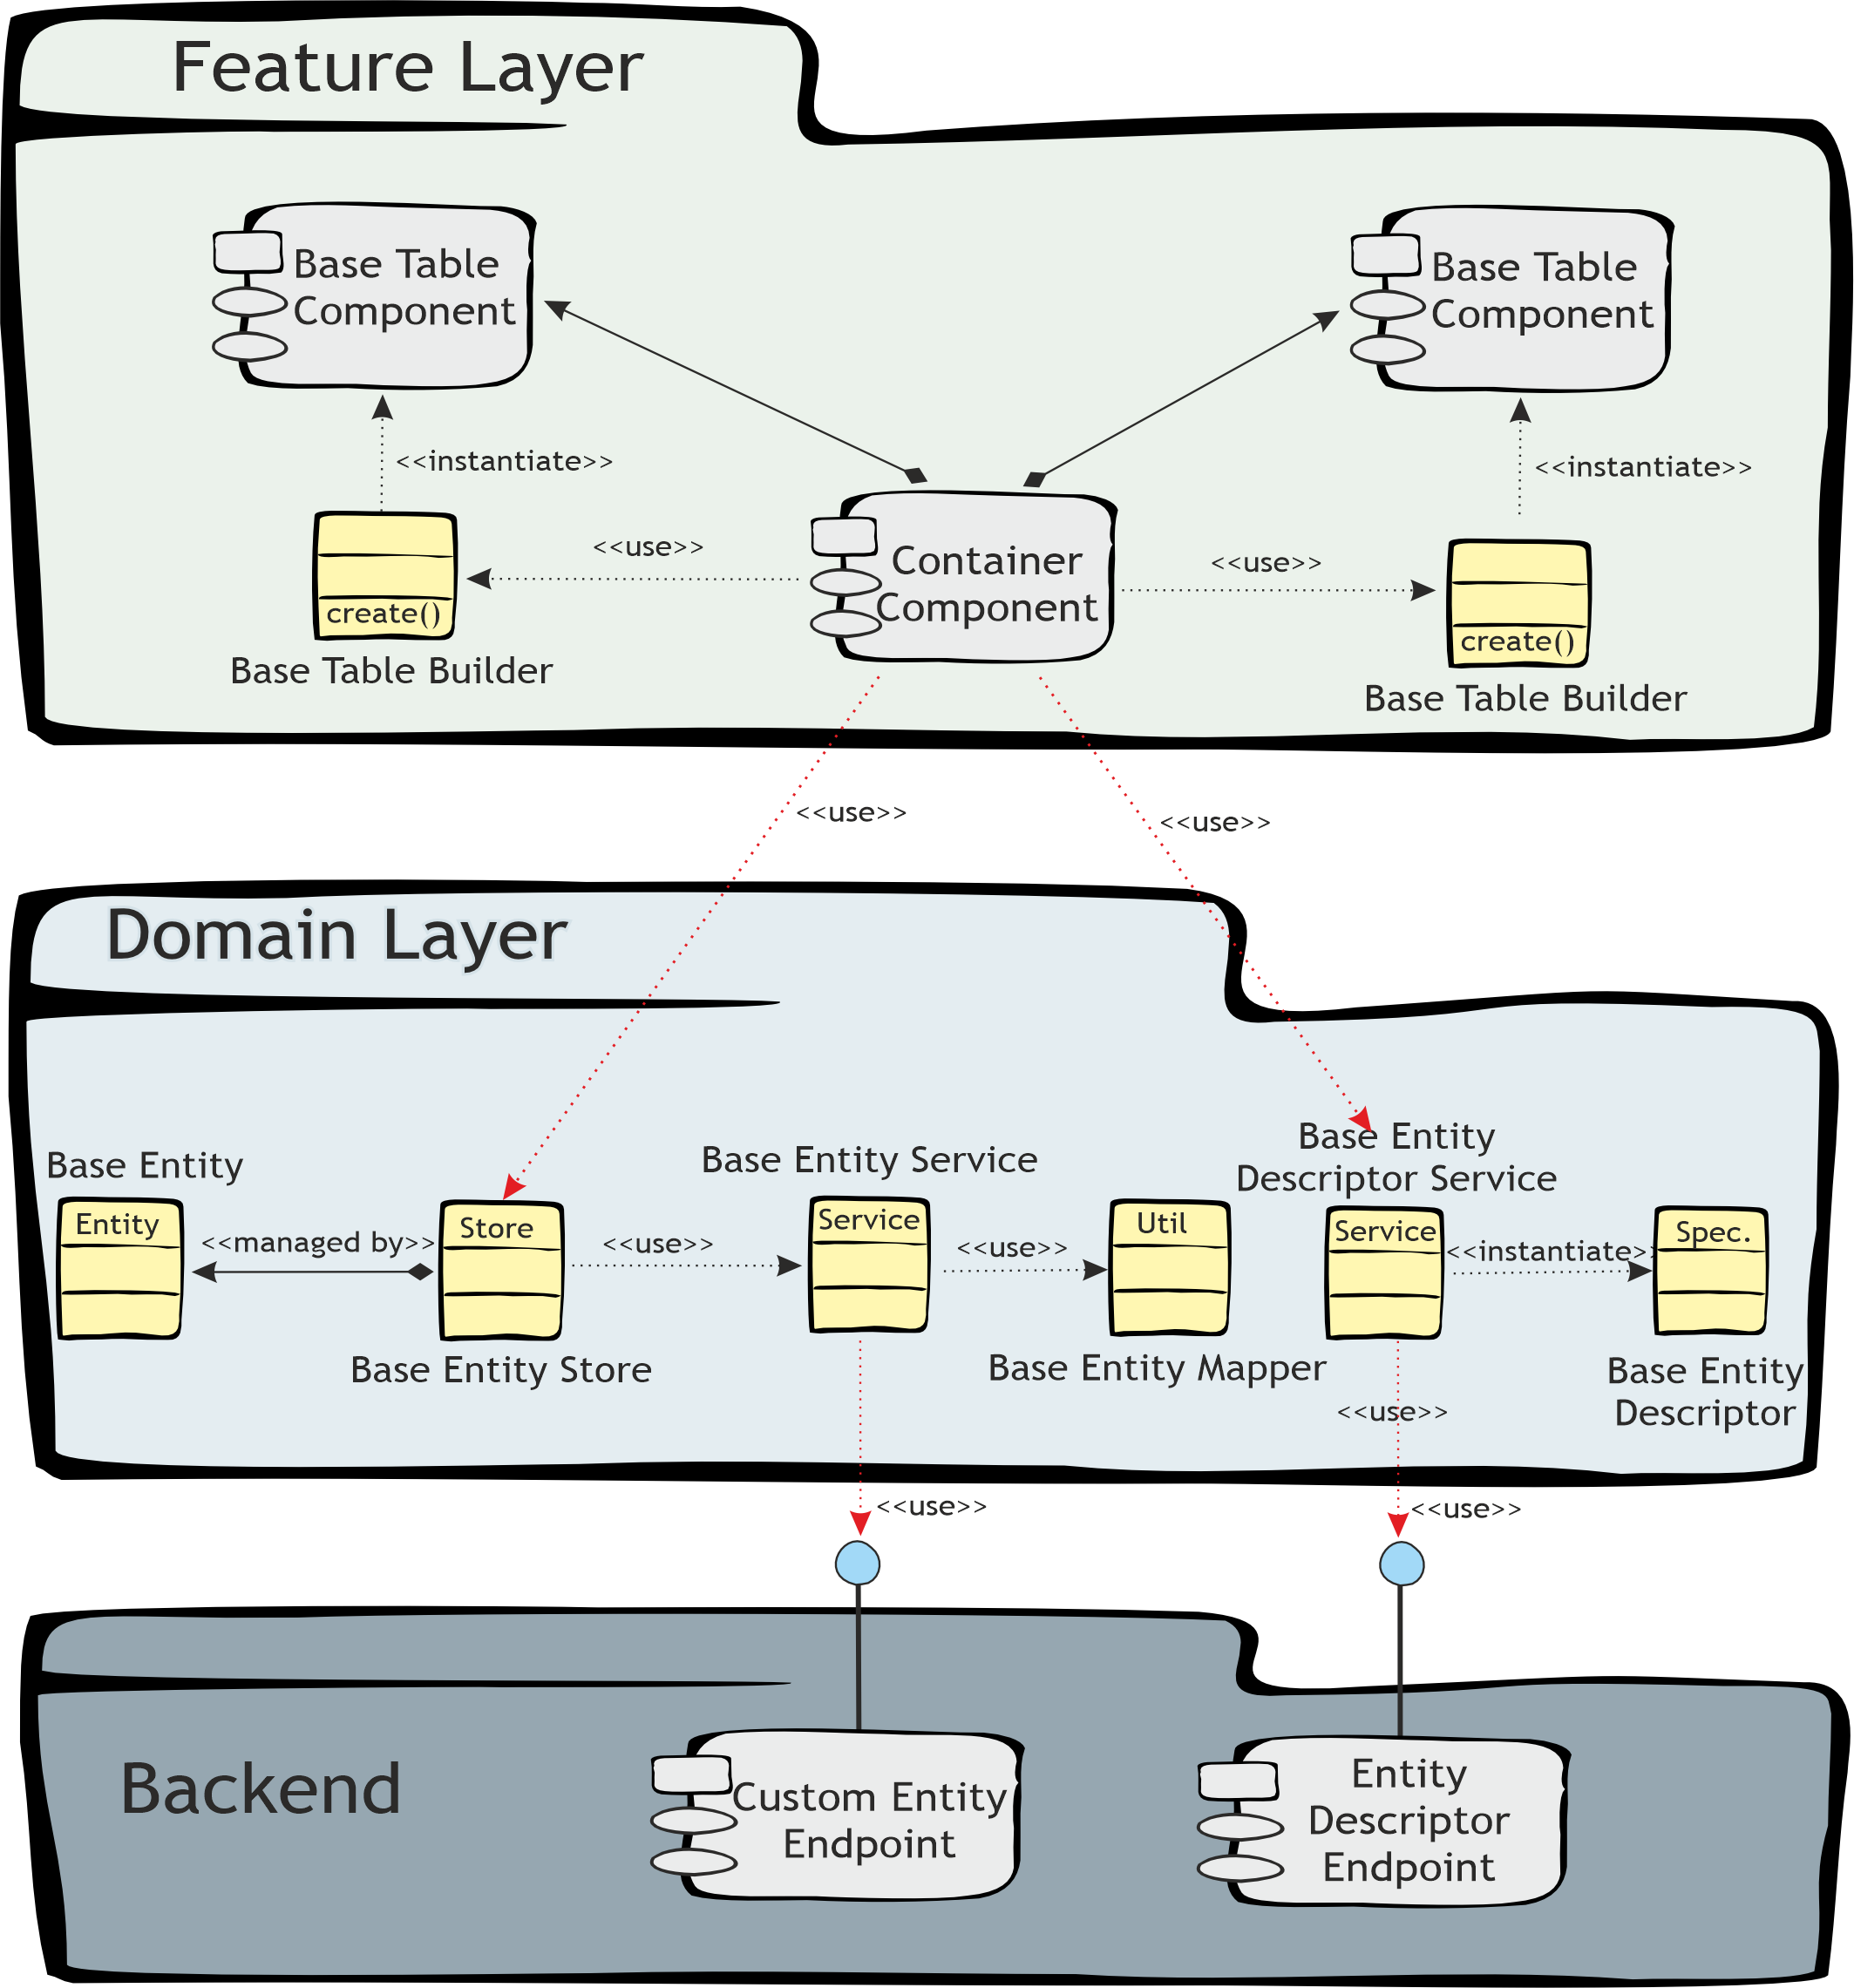 Feature Layer
Base Table
Component
Base Table
Component
<<instantiate>>
<<instantiate>>
<<use>>
<<use>>
Container
Component
create()
Base Table Builder
create()
Base Table Builder
<<use>>
<<use>>
Domain Layer
Base Entity
Base Entity Service
Base Entity
Descriptor Service
Entity
<<managed by>>
Store
<<use>>
Service
<<use>>
Util
Service
<<instantiate>>
Spec.
Base Entity Store
Base Entity Mapper
Base Entity
Descriptor
<<use>>
<<use>>
<<use>>
Backend
Custom Entity
Endpoint
Entity
Descriptor
Endpoint